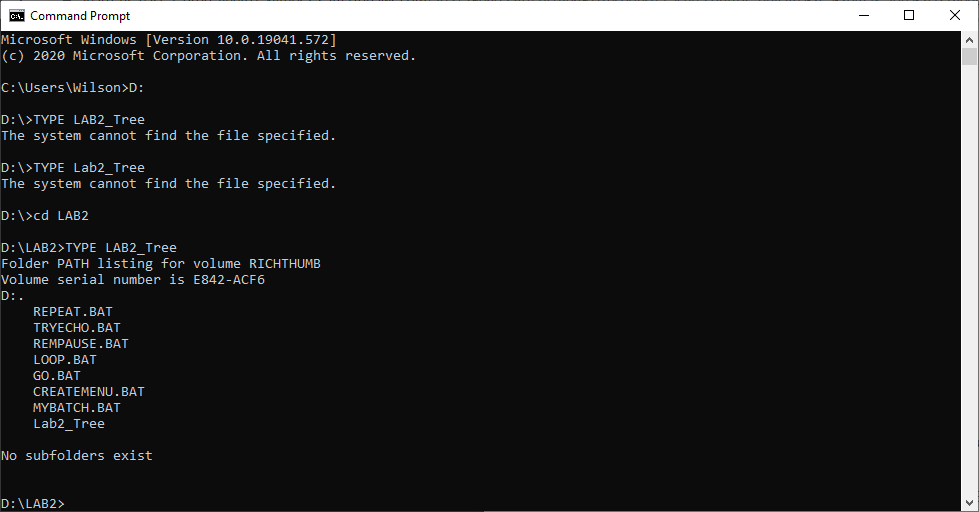 Command Prompt
Microsoft Windows [Version 10.0.19041.572]
(c) 2020 Microsoft Corporation. All rights reserved.
C:\Users\Wilson>D:
D:\>TYPE LAB2_Tree
The system cannot find the file specified.
D:\>TYPE Lab2_Tree
The system cannot find the file specified.
D:\>cd LAB2
D:\LAB2>TYPE LAB2_Tree
Folder PATH listing for volume RICHTHUMB
Volume serial number is E842-ACF6
D:.
REPEAT.BAT
TRYECHO.BAT
REMPAUSE.BAT
LOOP.BAT
GO.BAT
CREATEMENU.BAT
MYBATCH.BAT
Lab2_Tree
No subfolders exist
D:\LAB2>